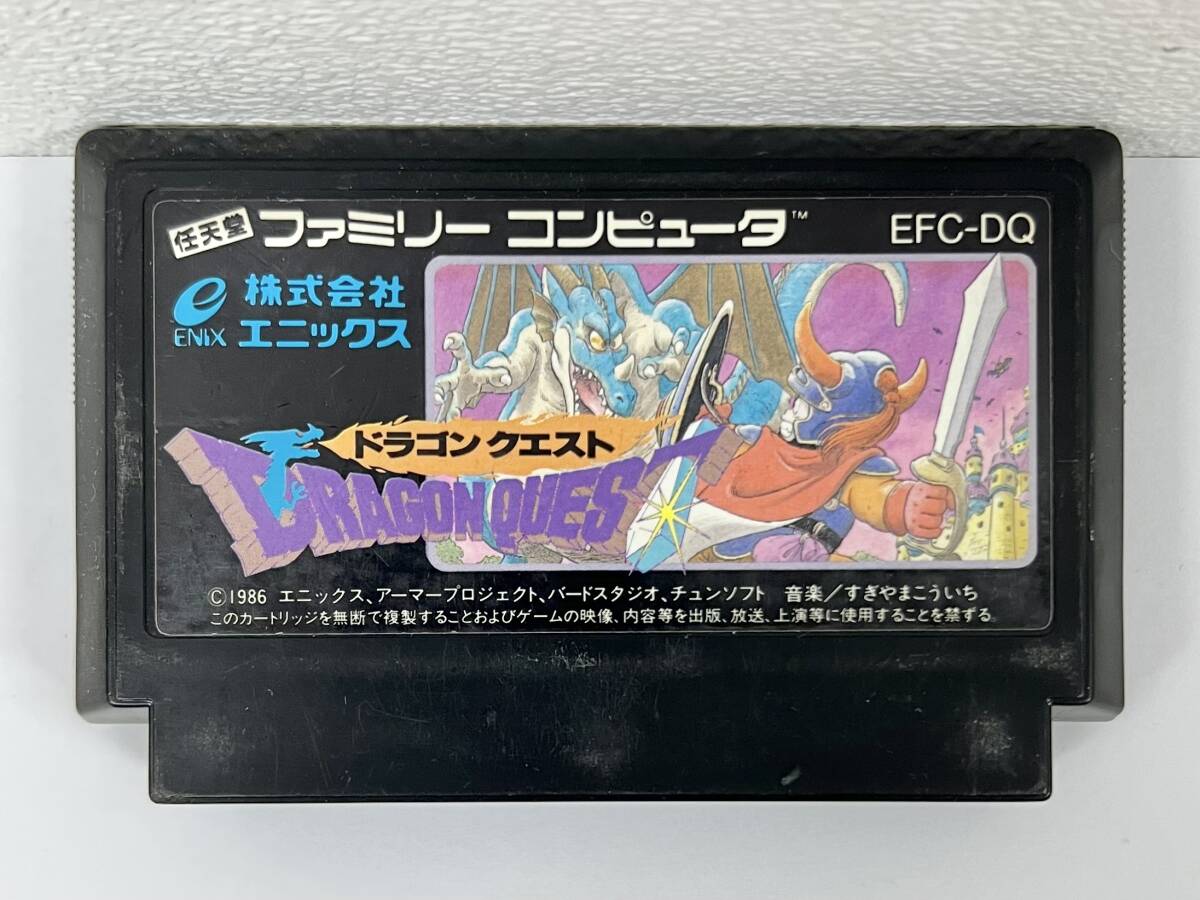 任天堂 ファミリー コンピュータ™ EFC-DQ
e 株式会社
ENIX エニックス
ドラゴンクエスト
DRAGON QUEST
©1986 エニックス、アーマープロジェクト、バードスタジオ、チュンソフト 音楽/すぎやまこういち
このカートリッジを無断で複製することおよびゲームの映像、内容等を出版、放送、上演等に使用することを禁ずる